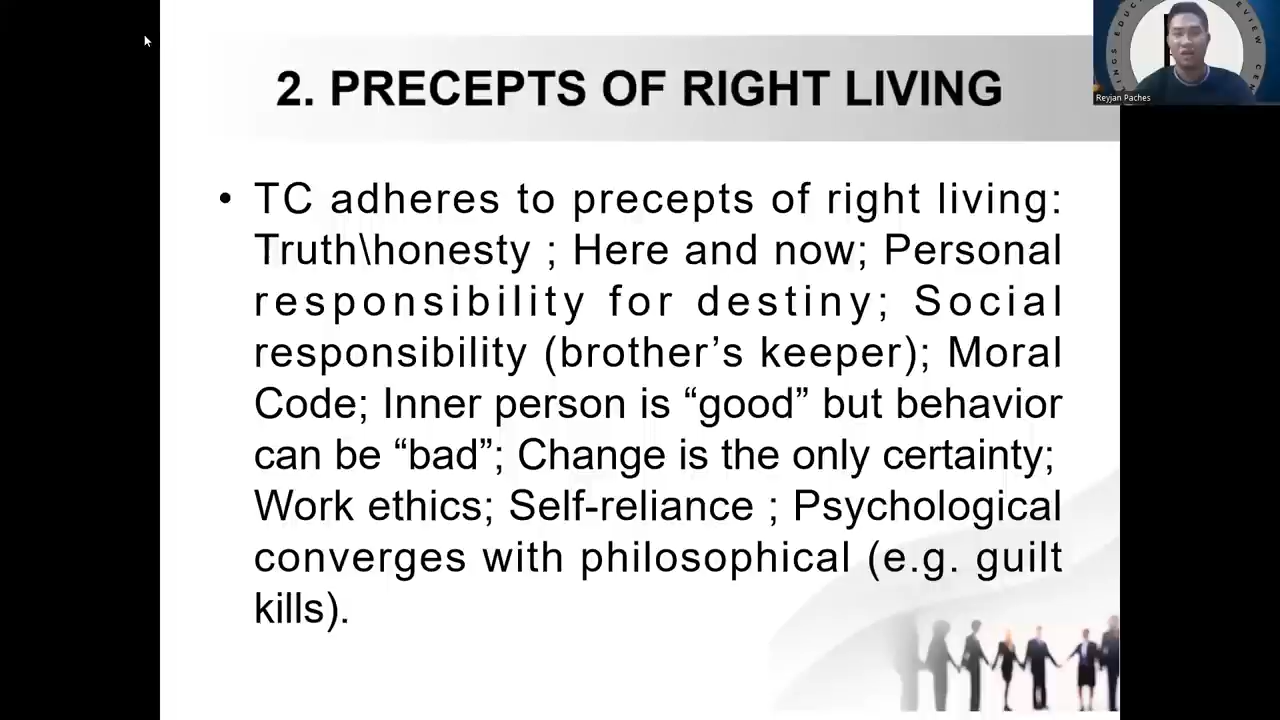 2. PRECEPTS OF RIGHT LIVING
• TC adheres to precepts of right living:
Truth\honesty ; Here and now; Personal
responsibility for destiny; Social
responsibility (brother’s keeper); Moral
Code; Inner person is “good” but behavior
can be “bad”; Change is the only certainty;
Work ethics; Self-reliance ; Psychological
converges with philosophical (e.g. guilt
kills).
Reyjan Paches